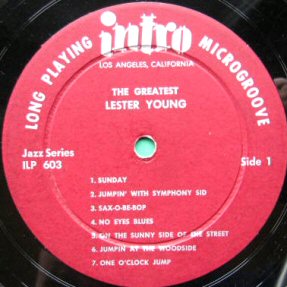 LONG PLAYING intro MICROGROOVE
LOS ANGELES, CALIFORNIA
THE GREATEST
LESTER YOUNG
Jazz Series
ILP 603
Side 1
1. SUNDAY
2. JUMPIN' WITH SYMPHONY SID
3. SAX-O-BE-BOP
4. NO EYES BLUES
5. ON THE SUNNY SIDE OF THE STREET
6. JUMPIN AT THE WOODSIDE
7. ONE O'CLOCK JUMP